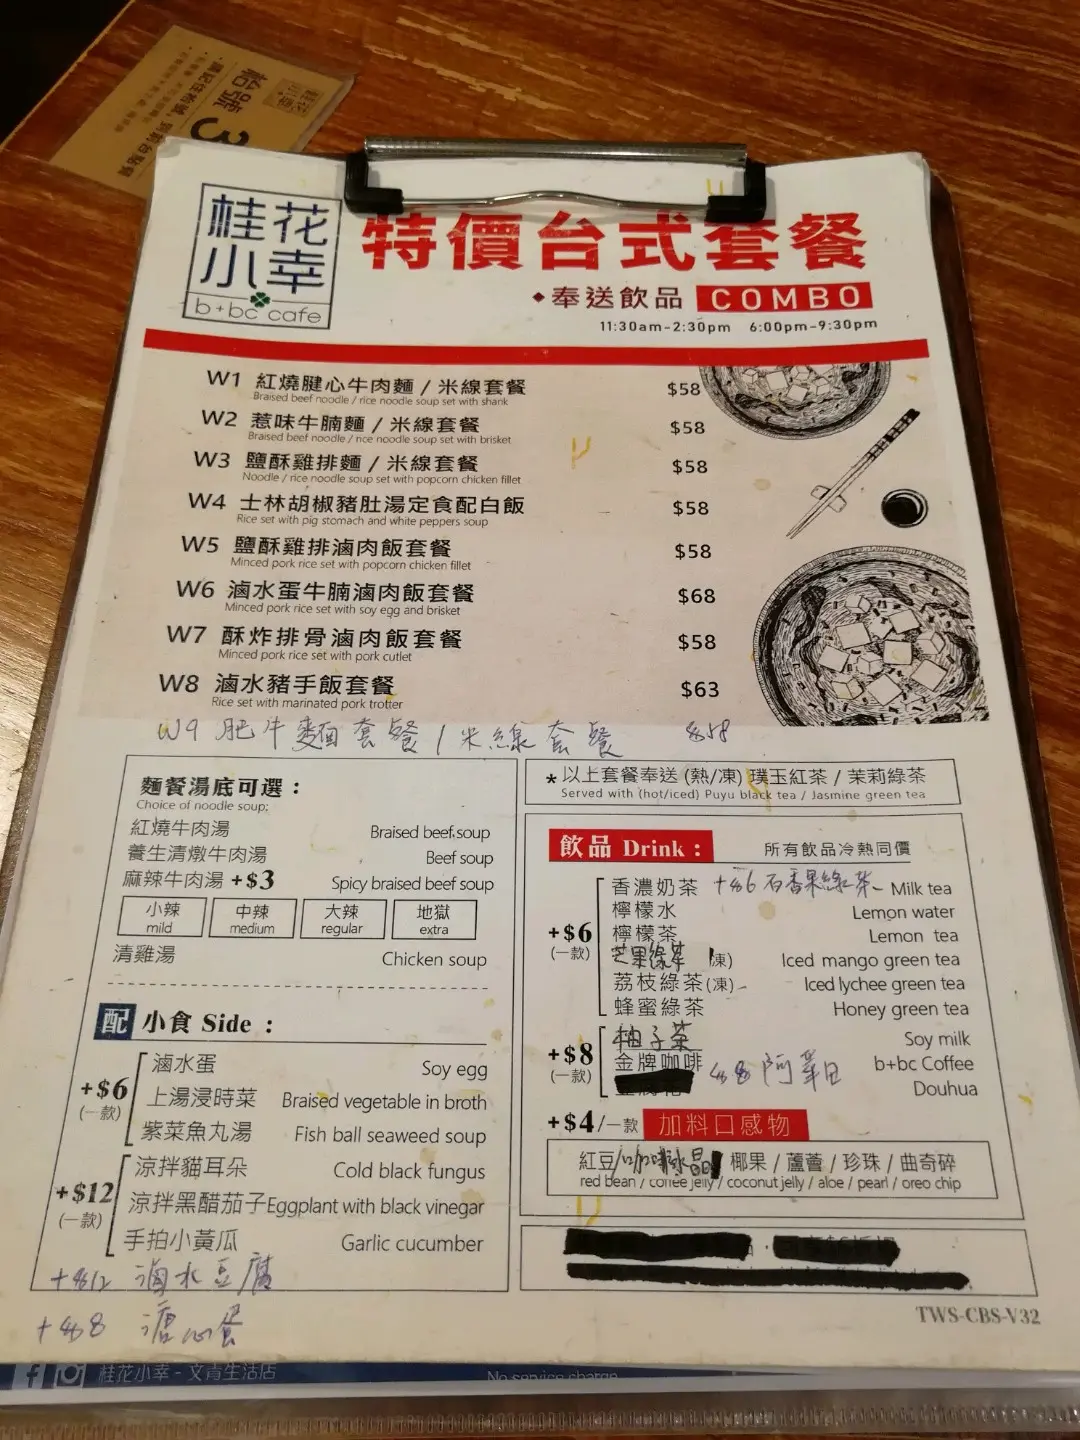 桂花
小幸
b+bc cafe
特價台式套餐
奉送飲品 COMBO
11:30am-2:30pm 6:00pm-9:30pm
W1 紅燒腱心牛肉麵 / 米線套餐 $58
Braised beef noodle / rice noodle soup set with shank
W2 惹味牛腩麵 / 米線套餐 $58
Braised beef noodle / rice noodle soup set with brisket
W3 鹽酥雞排麵 / 米線套餐 $58
Noodle / rice noodle soup set with popcorn chicken fillet
W4 士林胡椒豬肚湯定食配白飯 $58
Rice set with pig stomach and white peppers soup
W5 鹽酥雞排滷肉飯套餐 $58
Minced pork rice set with popcorn chicken fillet
W6 滷水蛋牛腩滷肉飯套餐 $68
Minced pork rice set with soy egg and brisket
W7 酥炸排骨滷肉飯套餐 $58
Minced pork rice set with pork cutlet
W8 滷水豬手飯套餐 $63
Rice set with marinated pork trotter
W9 肥牛麵套餐 / 米線套餐 $58
麵餐湯底可選：
Choice of noodle soup;
紅燒牛肉湯 Braised beef soup
養生清燉牛肉湯 Beef soup
麻辣牛肉湯 +$3 Spicy braised beef soup
小辣 中辣 大辣 地獄
mild medium regular extra
清雞湯 Chicken soup
配 小食 Side：
+$6 (一款)
滷水蛋 Soy egg
上湯浸時菜 Braised vegetable in broth
紫菜魚丸湯 Fish ball seaweed soup
+$12 (一款)
涼拌貓耳朵 Cold black fungus
涼拌黑醋茄子 Eggplant with black vinegar
手拍小黃瓜 Garlic cucumber
+$12 滷水豆腐
+$8 溏心蛋
* 以上套餐奉送 (熱/凍) 璞玉紅茶 / 茉莉綠茶
Served with (hot/iced) Puyu black tea / Jasmine green tea
飲品 Drink： 所有飲品冷熱同價
+$6 (一款)
香濃奶茶 +$6 百香果綠茶 Milk tea
檸檬水 Lemon water
檸檬茶 Lemon tea
芒果綠茶 (凍) Iced mango green tea
荔枝綠茶 (凍) Iced lychee green tea
蜂蜜綠茶 Honey green tea
+$8 (一款)
柚子茶 Soy milk
金牌咖啡 $8 阿華田 b+bc Coffee
Douhua
+$4/一款 加料口感物
紅豆/咖啡水晶 椰果 / 蘆薈 / 珍珠 / 曲奇碎
red bean / coffee jelly / coconut jelly / aloe / pearl / oreo chip
TWS-CBS-V32
桂花小幸 - 文青生活店
No service charge